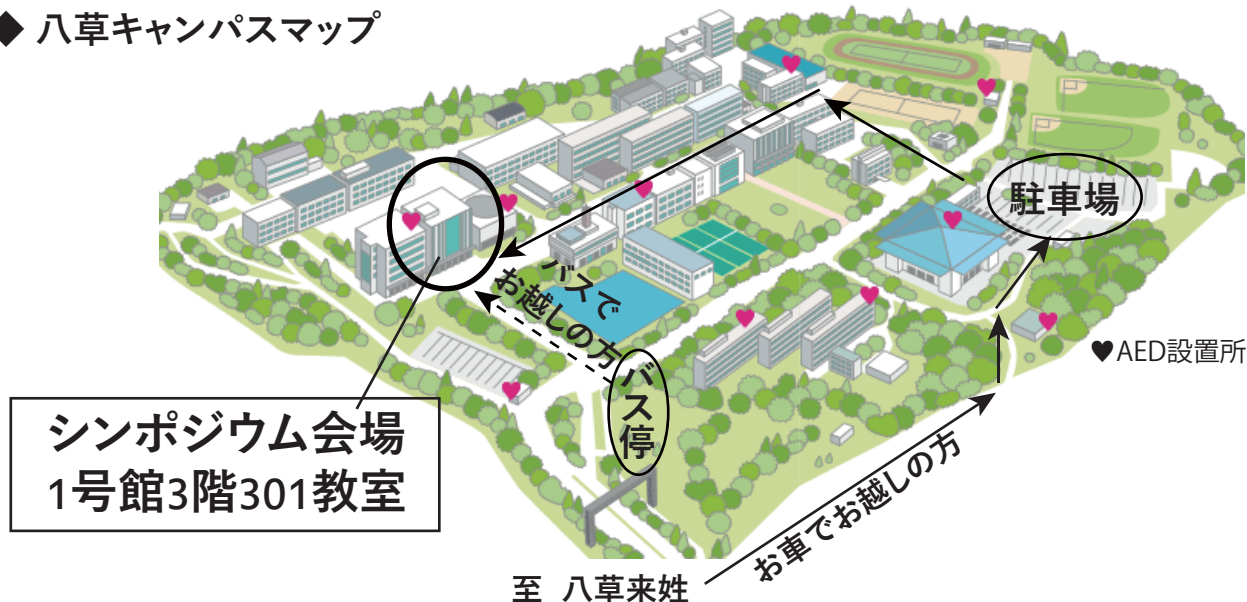 ◆ 八草キャンパスマップ
駐車場
♥AED設置所
バスで
お越しの方
バス停
シンポジウム会場
1号館3階301教室
お車でお越しの方
至 八草来姓